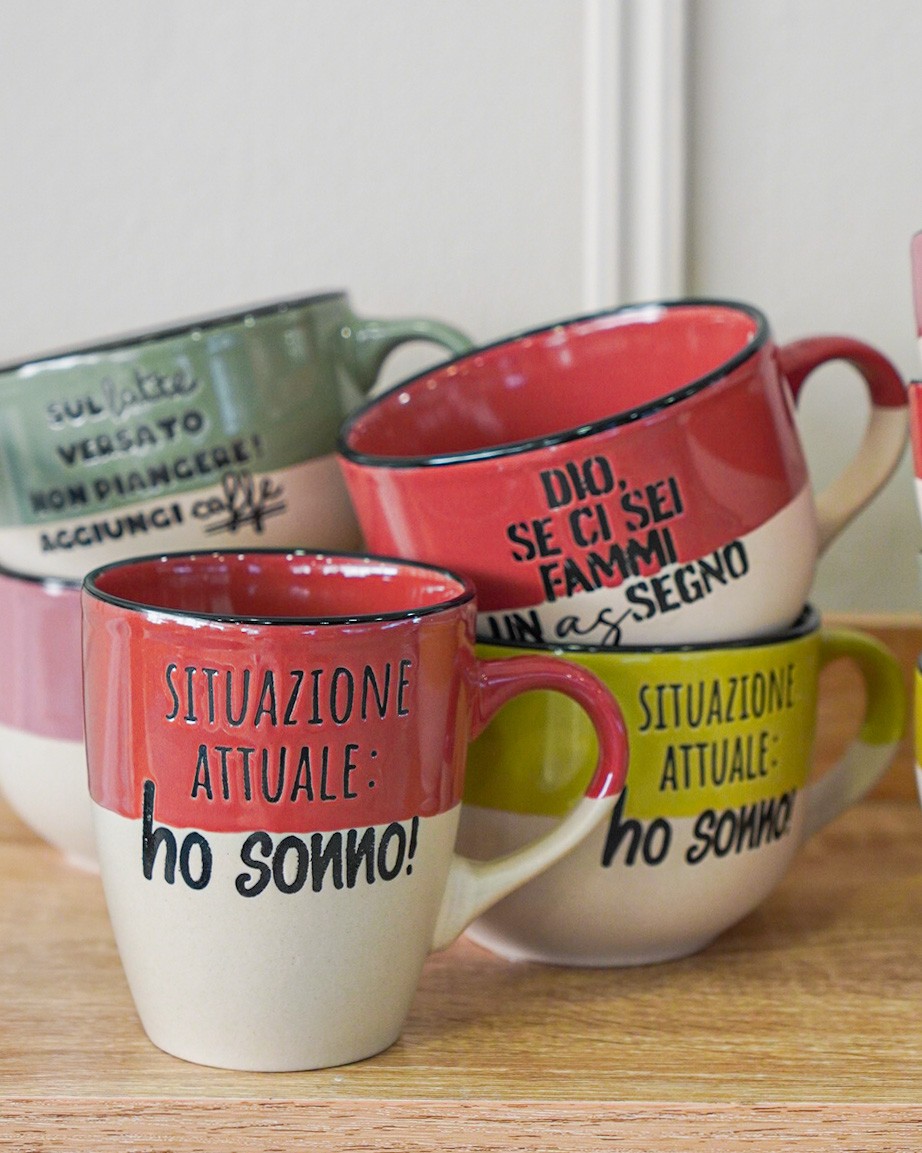 SUL latte
VERSATO
NON PIANGERE!
AGGIUNGI caffè
DIO,
SE CI SEI
FAMMI
UN as SEGNO
SITUAZIONE
ATTUALE:
ho sonno!
SITUAZIONE
ATTUALE:
ho sonno!